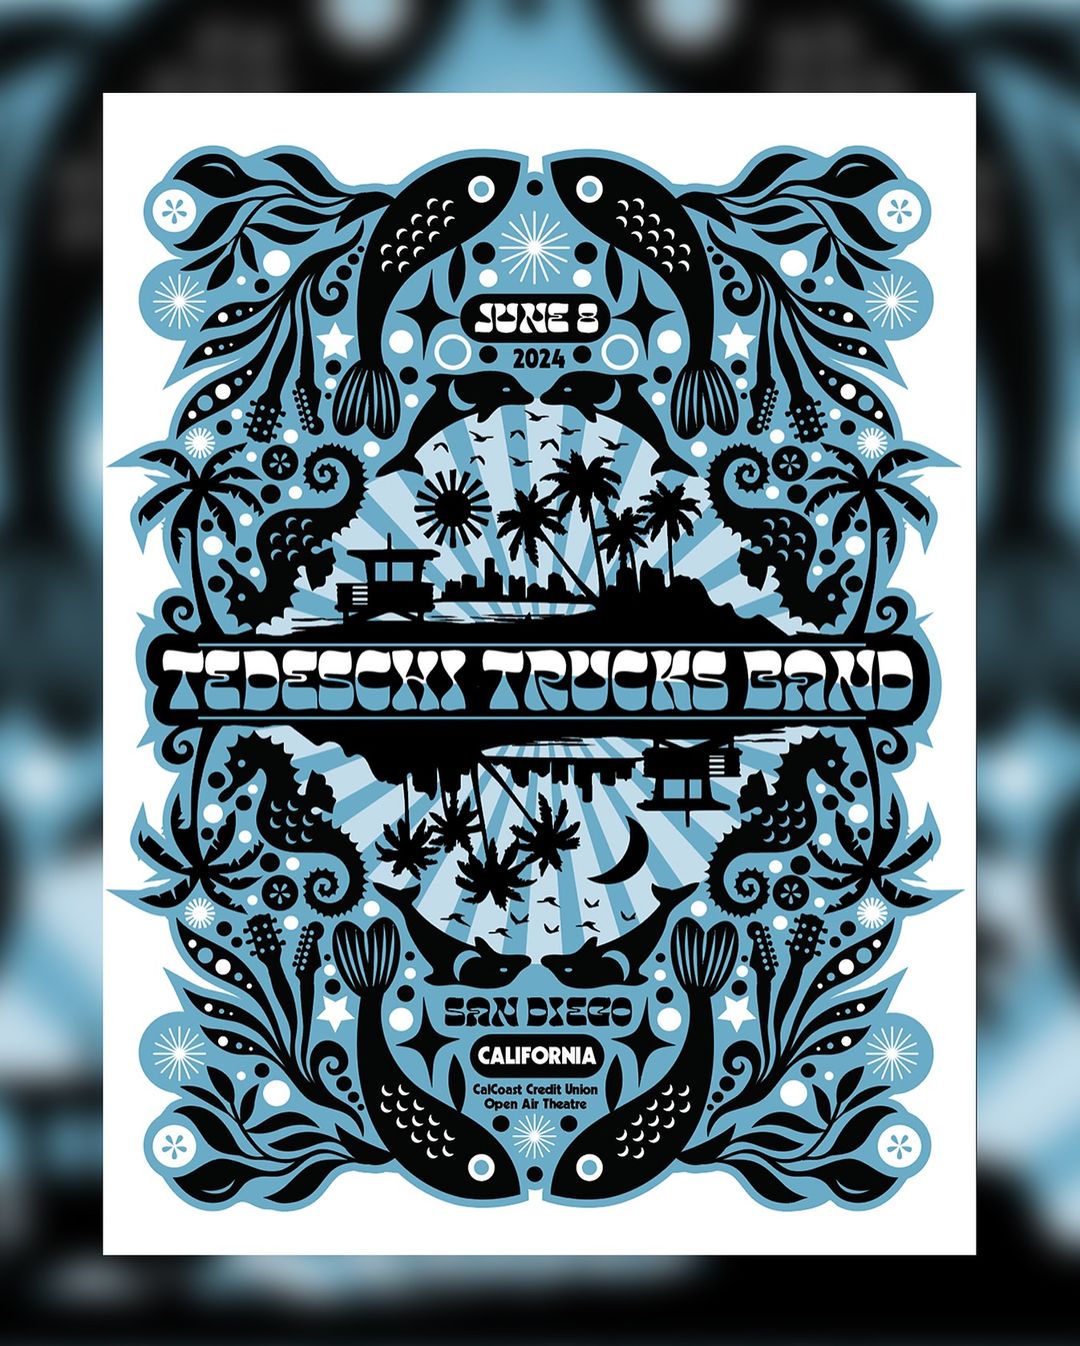 JUNE 8
2024
TEDESCHI TRUCKS BAND
SAN DIEGO
CALIFORNIA
CalCoast Credit Union
Open Air Theatre